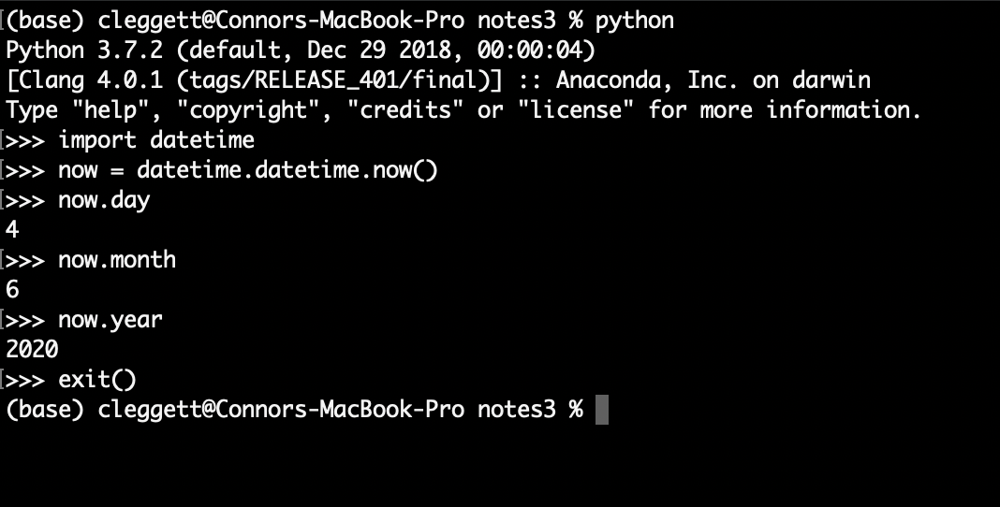 (base) cleggett@Connors-MacBook-Pro notes3 % python
Python 3.7.2 (default, Dec 29 2018, 00:00:04)
[Clang 4.0.1 (tags/RELEASE_401/final)] :: Anaconda, Inc. on darwin
Type "help", "copyright", "credits" or "license" for more information.
>>> import datetime
>>> now = datetime.datetime.now()
>>> now.day
4
>>> now.month
6
>>> now.year
2020
>>> exit()
(base) cleggett@Connors-MacBook-Pro notes3 %